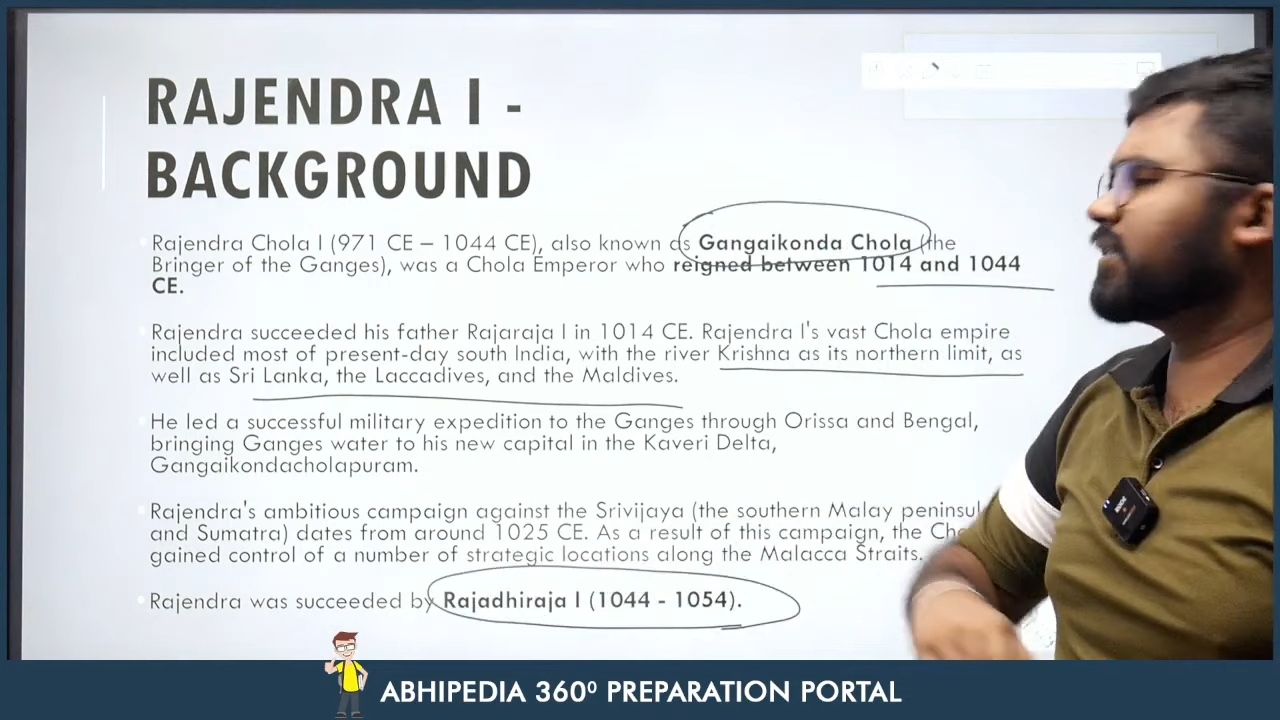 RAJENDRA I -
BACKGROUND
Rajendra Chola I (971 CE – 1044 CE), also known as Gangaikonda Chola (the
Bringer of the Ganges), was a Chola Emperor who reigned between 1014 and 1044
CE.
Rajendra succeeded his father Rajaraja I in 1014 CE. Rajendra I's vast Chola empire
included most of present-day south India, with the river Krishna as its northern limit, as
well as Sri Lanka, the Laccadives, and the Maldives.
He led a successful military expedition to the Ganges through Orissa and Bengal,
bringing Ganges water to his new capital in the Kaveri Delta,
Gangaikondacholapuram.
Rajendra's ambitious campaign against the Srivijaya (the southern Malay
and Sumatra) dates from around 1025 CE. As a result of this campaign, the
gained control of a number of strategic locations along the Malacca Straits.
Rajendra was succeeded by Rajadhiraja I (1044 - 1054).
ABHIPEDIA 360⁰ PREPARATION PORTAL